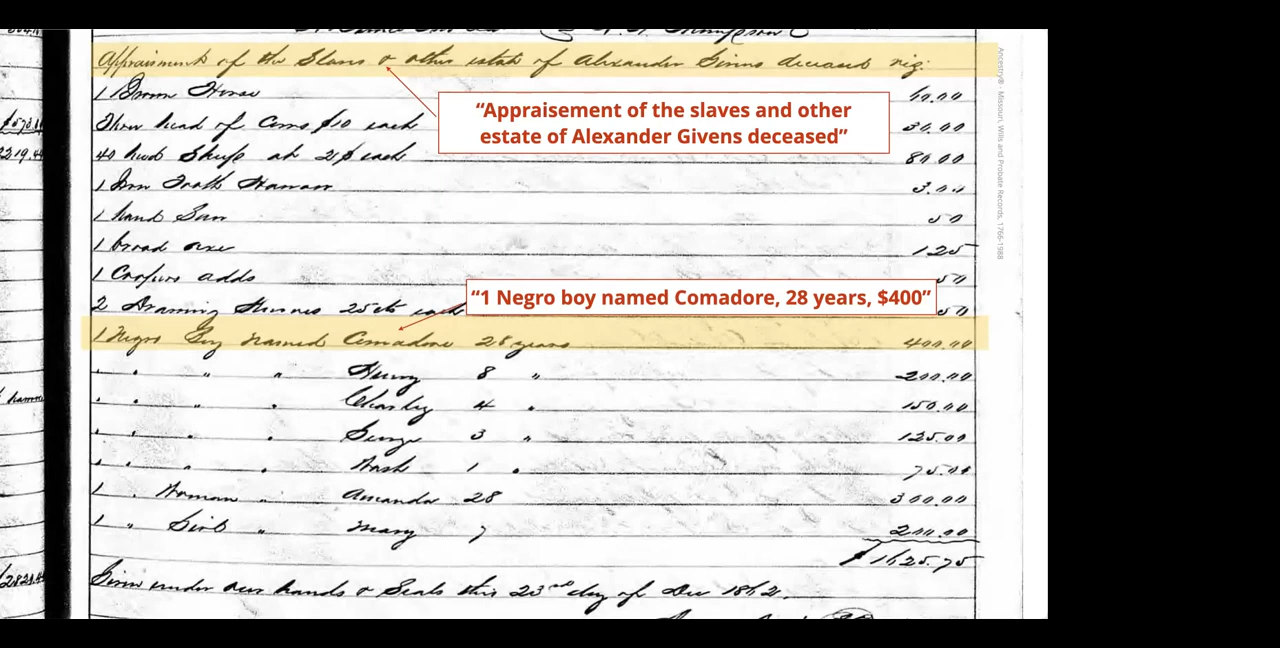 Appraisment of the Slaves & other estate of Alexander Givens deceased viz:
1 Brown Horse 40.00
“Appraisement of the slaves and other
estate of Alexander Givens deceased”
Three head of Cows $10 each 30.00
40 head Sheep at 2$ each 80.00
1 Iron Tooth Harrow 3.00
1 hand Saw 50
1 broad axe 1 25
1 Coopers adds 50
“1 Negro boy named Comadore, 28 years, $400”
2 Drawing Knives 25cts each 50
1 Negro Boy Named Comadore 28 years 400.00
" " " " Henry 8 " 200.00
" " " " Charley 4 " 150.00
" " " " 3 " 125.00
" " " " Nash 1 " 75.00
1 " Woman " Amanda 28 300.00
1 " Girl " Mary 7 200.00
$1625.75
Given under our hands & Seals this 23rd day of Dec 1862.
Ancestry® - Missouri, Wills and Probate Records, 1766-1988